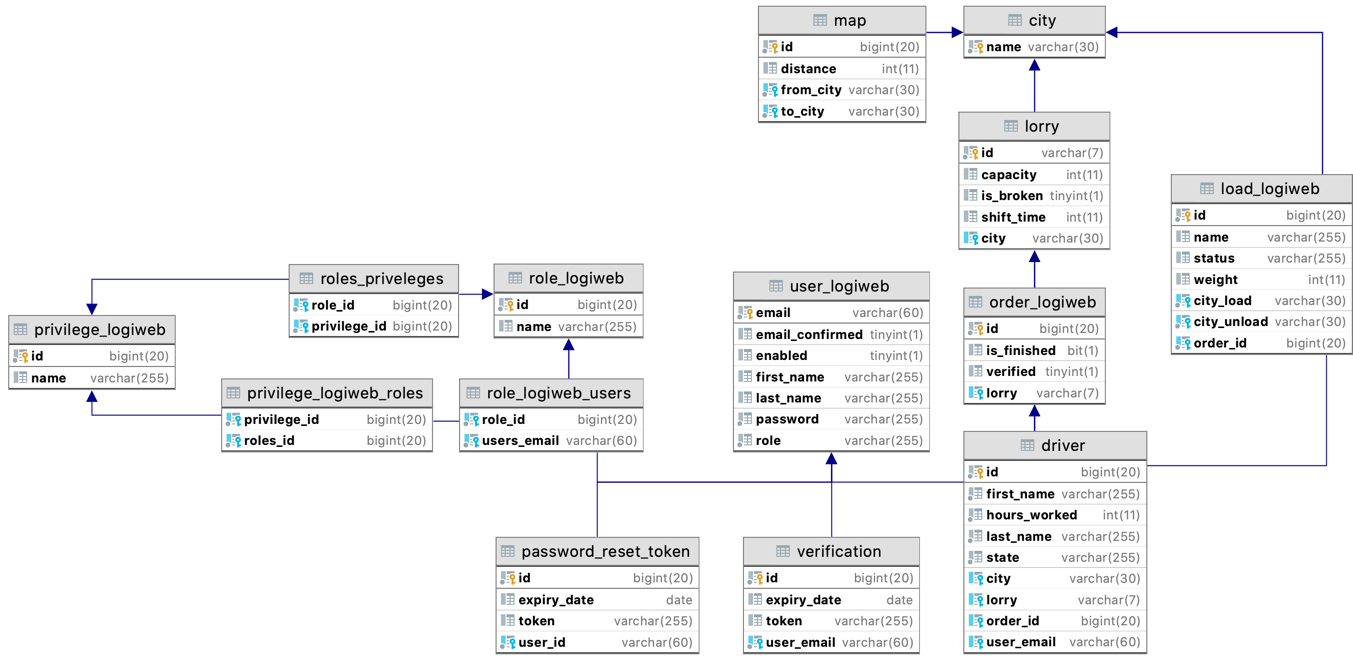 map
id bigint(20)
distance int(11)
from_city varchar(30)
to_city varchar(30)
city
name varchar(30)
lorry
id varchar(7)
capacity int(11)
is_broken tinyint(1)
shift_time int(11)
city varchar(30)
load_logiweb
id bigint(20)
name varchar(255)
status varchar(255)
weight int(11)
city_load varchar(30)
city_unload varchar(30)
order_id bigint(20)
roles_priveleges
role_id bigint(20)
privilege_id bigint(20)
role_logiweb
id bigint(20)
name varchar(255)
user_logiweb
email varchar(60)
email_confirmed tinyint(1)
enabled tinyint(1)
first_name varchar(255)
last_name varchar(255)
password varchar(255)
role varchar(255)
order_logiweb
id bigint(20)
is_finished bit(1)
verified tinyint(1)
lorry varchar(7)
privilege_logiweb
id bigint(20)
name varchar(255)
privilege_logiweb_roles
privilege_id bigint(20)
roles_id bigint(20)
role_logiweb_users
role_id bigint(20)
users_email varchar(60)
driver
id bigint(20)
first_name varchar(255)
hours_worked int(11)
last_name varchar(255)
state varchar(255)
city varchar(30)
lorry varchar(7)
order_id bigint(20)
user_email varchar(60)
password_reset_token
id bigint(20)
expiry_date date
token varchar(255)
user_id varchar(60)
verification
id bigint(20)
expiry_date date
token varchar(255)
user_email varchar(60)